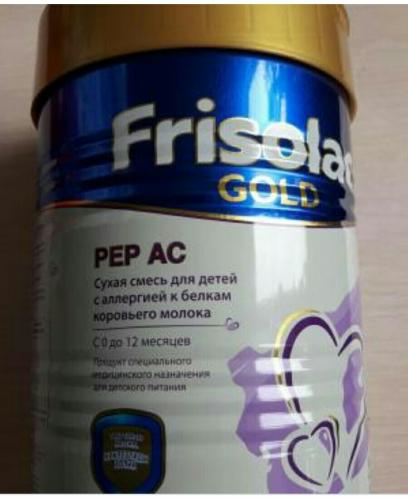 Frisolac
GOLD
PEP AC
Сухая смесь для детей
с аллергией к белкам
коровьего молока
С 0 до 12 месяцев
Продукт специального
медицинского назначения
для детского питания